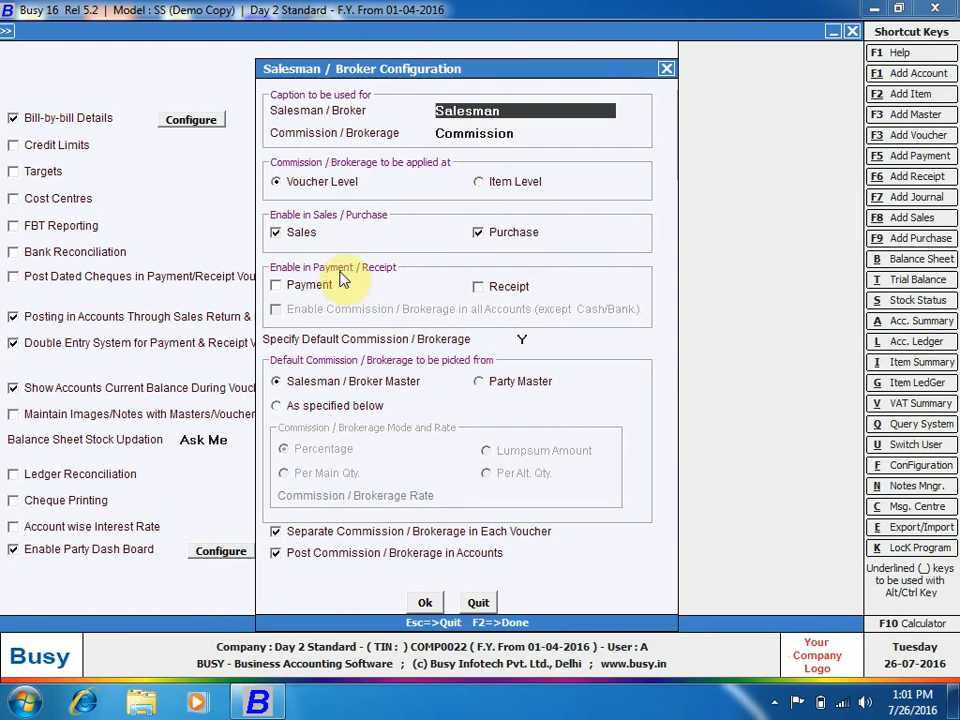 Busy 16 Rel 5.2 | Model : SS (Demo Copy) | Day 2 Standard - F.Y. From 01-04-2016
>>
Bill-by-bill Details
Configure
Credit Limits
Targets
Cost Centres
FBT Reporting
Bank Reconciliation
Post Dated Cheques in Payment/Receipt Vou
Posting in Accounts Through Sales Return &
Double Entry System for Payment & Receipt V
Show Accounts Current Balance During Vouc
Maintain Images/Notes with Masters/Voucher
Balance Sheet Stock Updation Ask Me
Ledger Reconciliation
Cheque Printing
Account wise Interest Rate
Enable Party Dash Board
Configure
Salesman / Broker Configuration
Caption to be used for
Salesman / Broker Salesman
Commission / Brokerage Commission
Commission / Brokerage to be applied at
Voucher Level Item Level
Enable in Sales / Purchase
Sales Purchase
Enable in Payment / Receipt
Payment Receipt
Enable Commission / Brokerage in all Accounts (except Cash/Bank.)
Specify Default Commission / Brokerage Y
Default Commission / Brokerage to be picked from
Salesman / Broker Master Party Master
As specified below
Commission / Brokerage Mode and Rate
Percentage Lumpsum Amount
Per Main Qty. Per Alt. Qty.
Commission / Brokerage Rate
Separate Commission / Brokerage in Each Voucher
Post Commission / Brokerage in Accounts
Ok Quit
Esc=>Quit F2=>Done
Shortcut Keys
F1 Help
F1 Add Account
F2 Add Item
F3 Add Master
F3 Add Voucher
F5 Add Payment
F6 Add Receipt
F7 Add Journal
F8 Add Sales
F9 Add Purchase
B Balance Sheet
T Trial Balance
S Stock Status
A Acc. Summary
L Acc. Ledger
I Item Summary
G Item LedGer
V VAT Summary
Q Query System
U Switch User
F ConFiguration
N Notes Mngr.
C Msg. Centre
E Export/Import
K LocK Program
Underlined (_) keys
to be used with
Alt/Ctrl Key
F10 Calculator
Busy
Company : Day 2 Standard - ( TIN : ) COMP0022 ( F.Y. From 01-04-2016 ) - User : A
BUSY - Business Accounting Software ; (c) Busy Infotech Pvt. Ltd., Delhi ; www.busy.in
Your
Company
Logo
Tuesday
26-07-2016
B
1:01 PM
7/26/2016